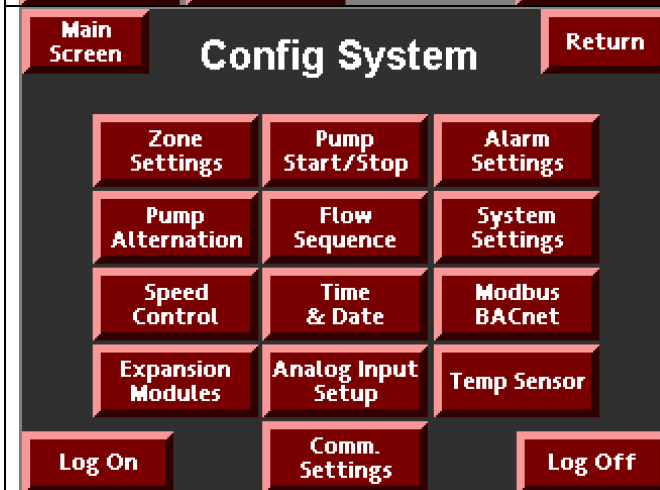 Main
Screen
Config System
Return
Zone
Settings
Pump
Start/Stop
Alarm
Settings
Pump
Alternation
Flow
Sequence
System
Settings
Speed
Control
Time
& Date
Modbus
BACnet
Expansion
Modules
Analog Input
Setup
Temp Sensor
Log On
Comm.
Settings
Log Off